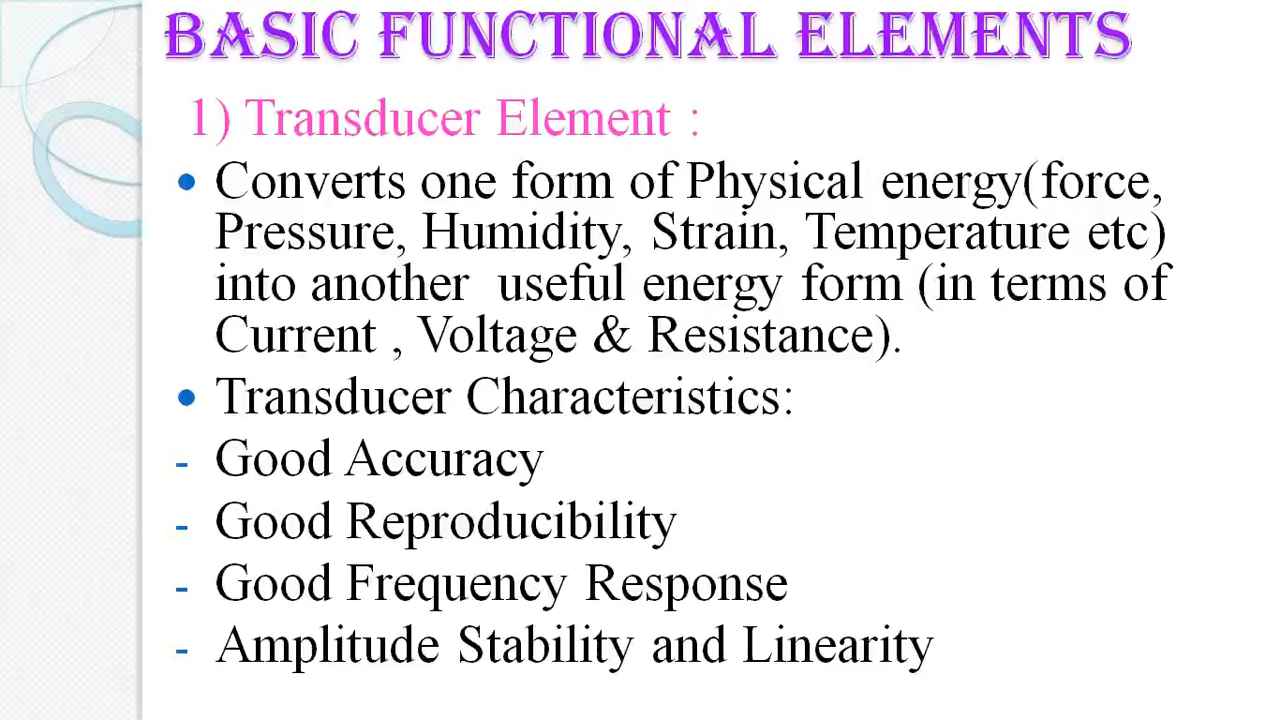 BASIC FUNCTIONAL ELEMENTS
1) Transducer Element :
• Converts one form of Physical energy(force,
Pressure, Humidity, Strain, Temperature etc)
into another useful energy form (in terms of
Current , Voltage & Resistance).
• Transducer Characteristics:
- Good Accuracy
- Good Reproducibility
- Good Frequency Response
- Amplitude Stability and Linearity